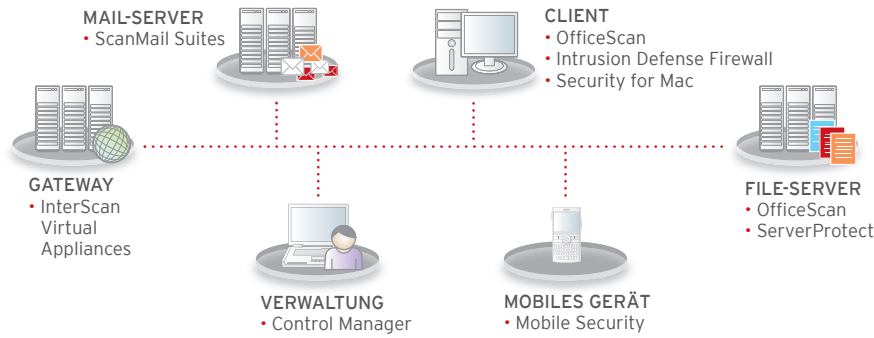 MAIL-SERVER
• ScanMail Suites
CLIENT
• OfficeScan
• Intrusion Defense Firewall
• Security for Mac
GATEWAY
• InterScan
Virtual
Appliances
FILE-SERVER
• OfficeScan
• ServerProtect
VERWALTUNG
• Control Manager
MOBILES GERÄT
• Mobile Security